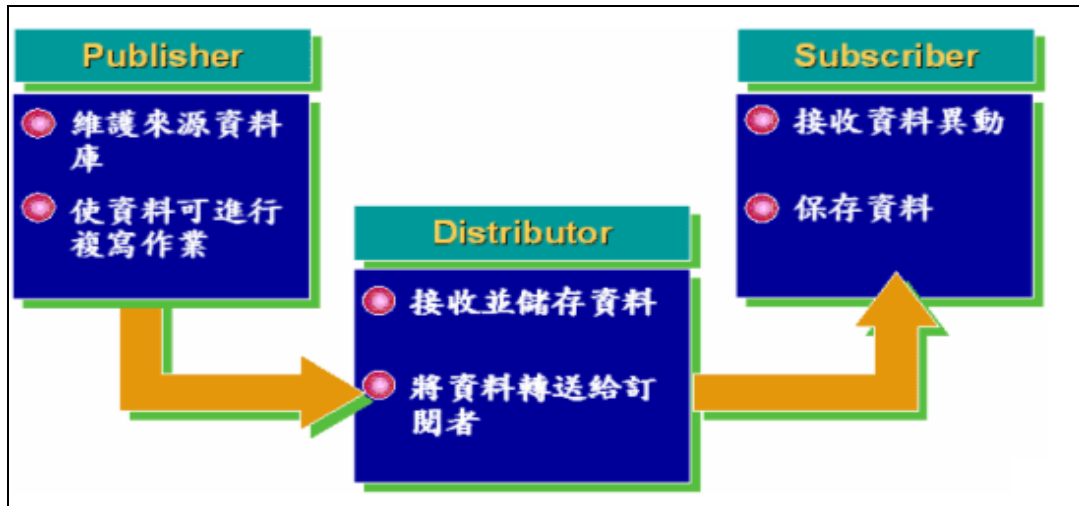 Publisher
維護來源資料
庫
使資料可進行
複寫作業
Distributor
接收並儲存資料
將資料轉送給訂
閱者
Subscriber
接收資料異動
保存資料